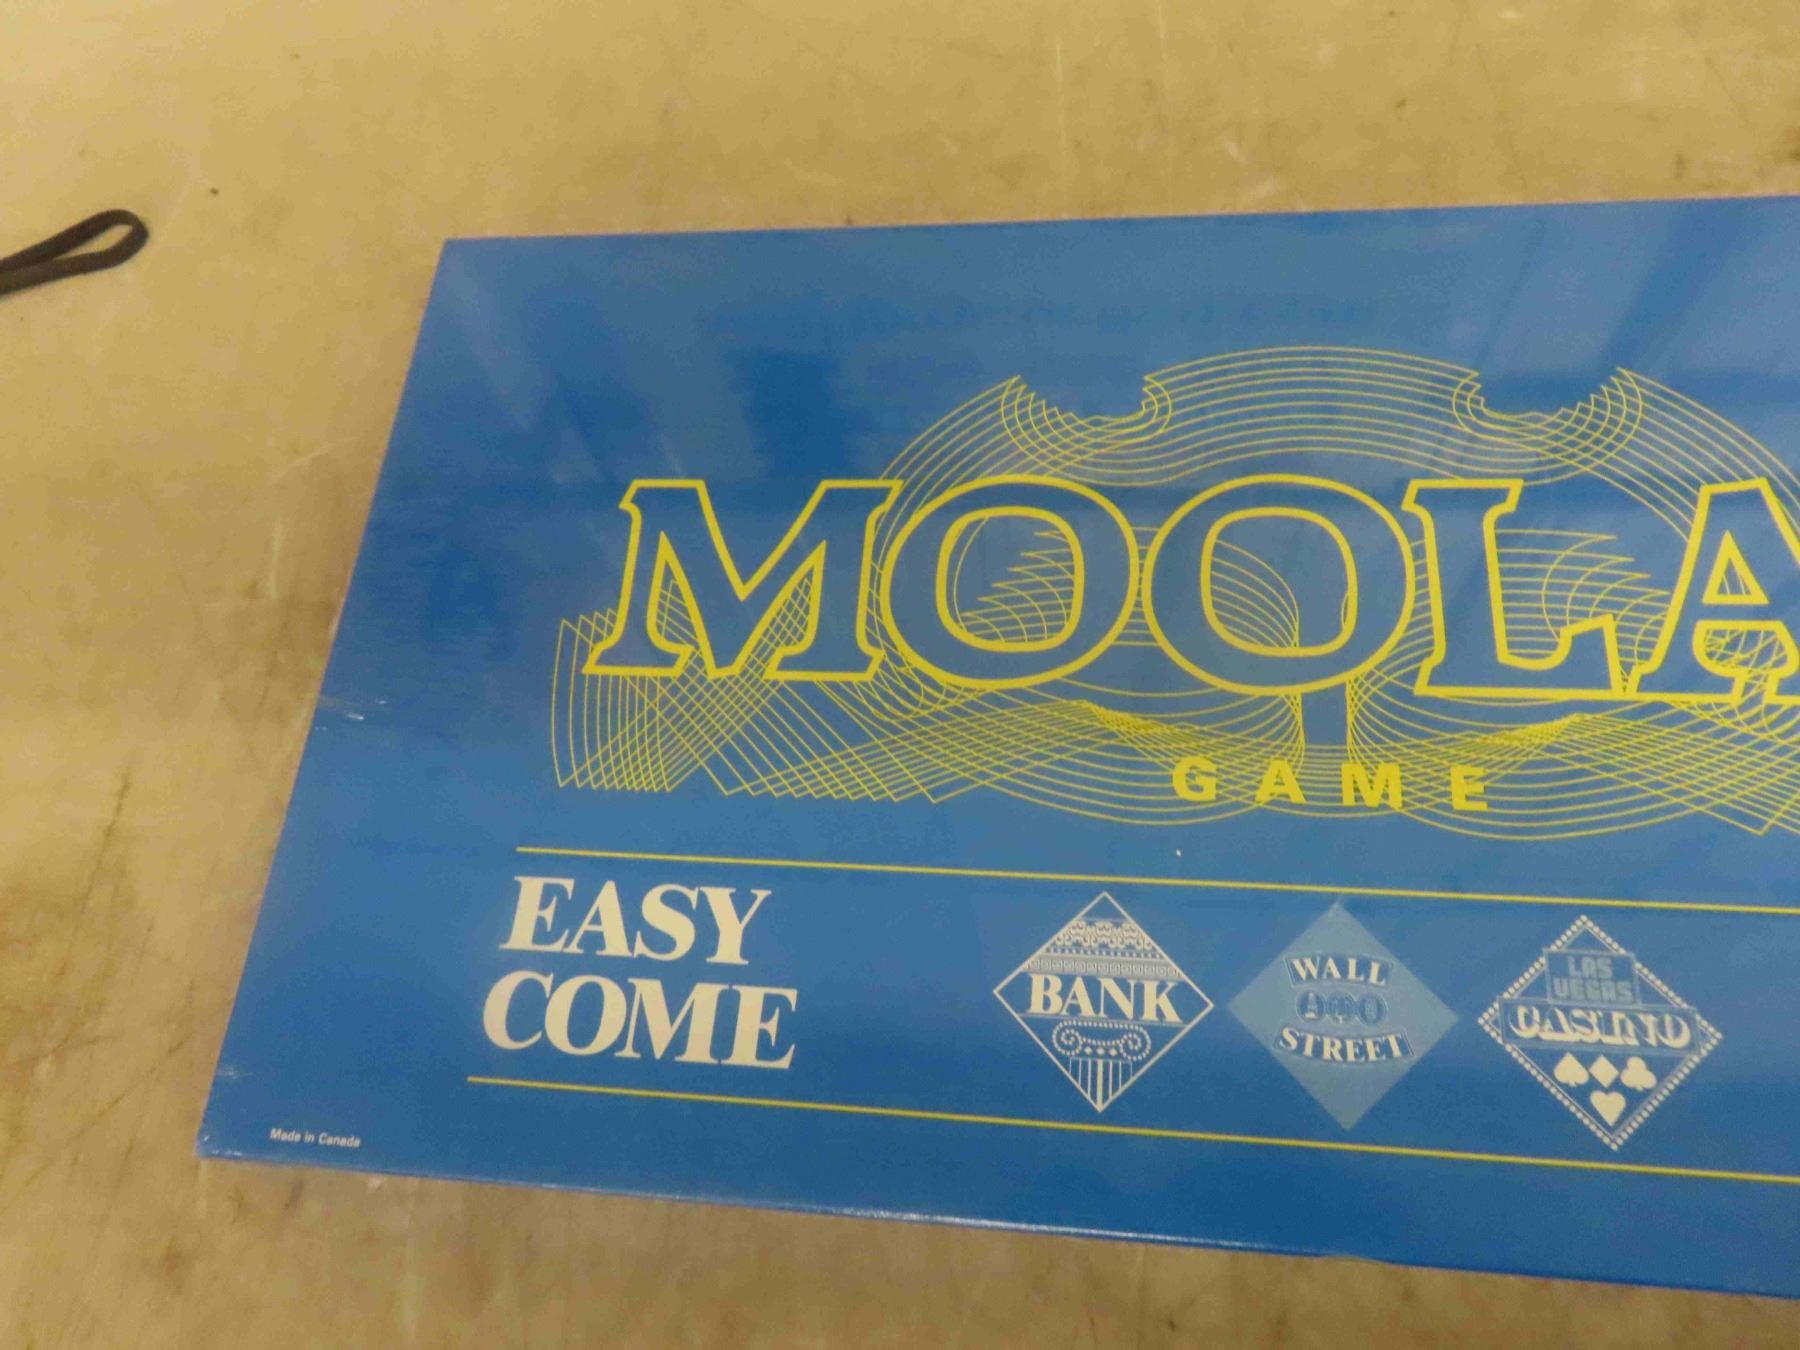 MOOLA
GAME
EASY
COME
BANK
WALL
STREET
LAS
VEGAS
CASINO
Made in Canada